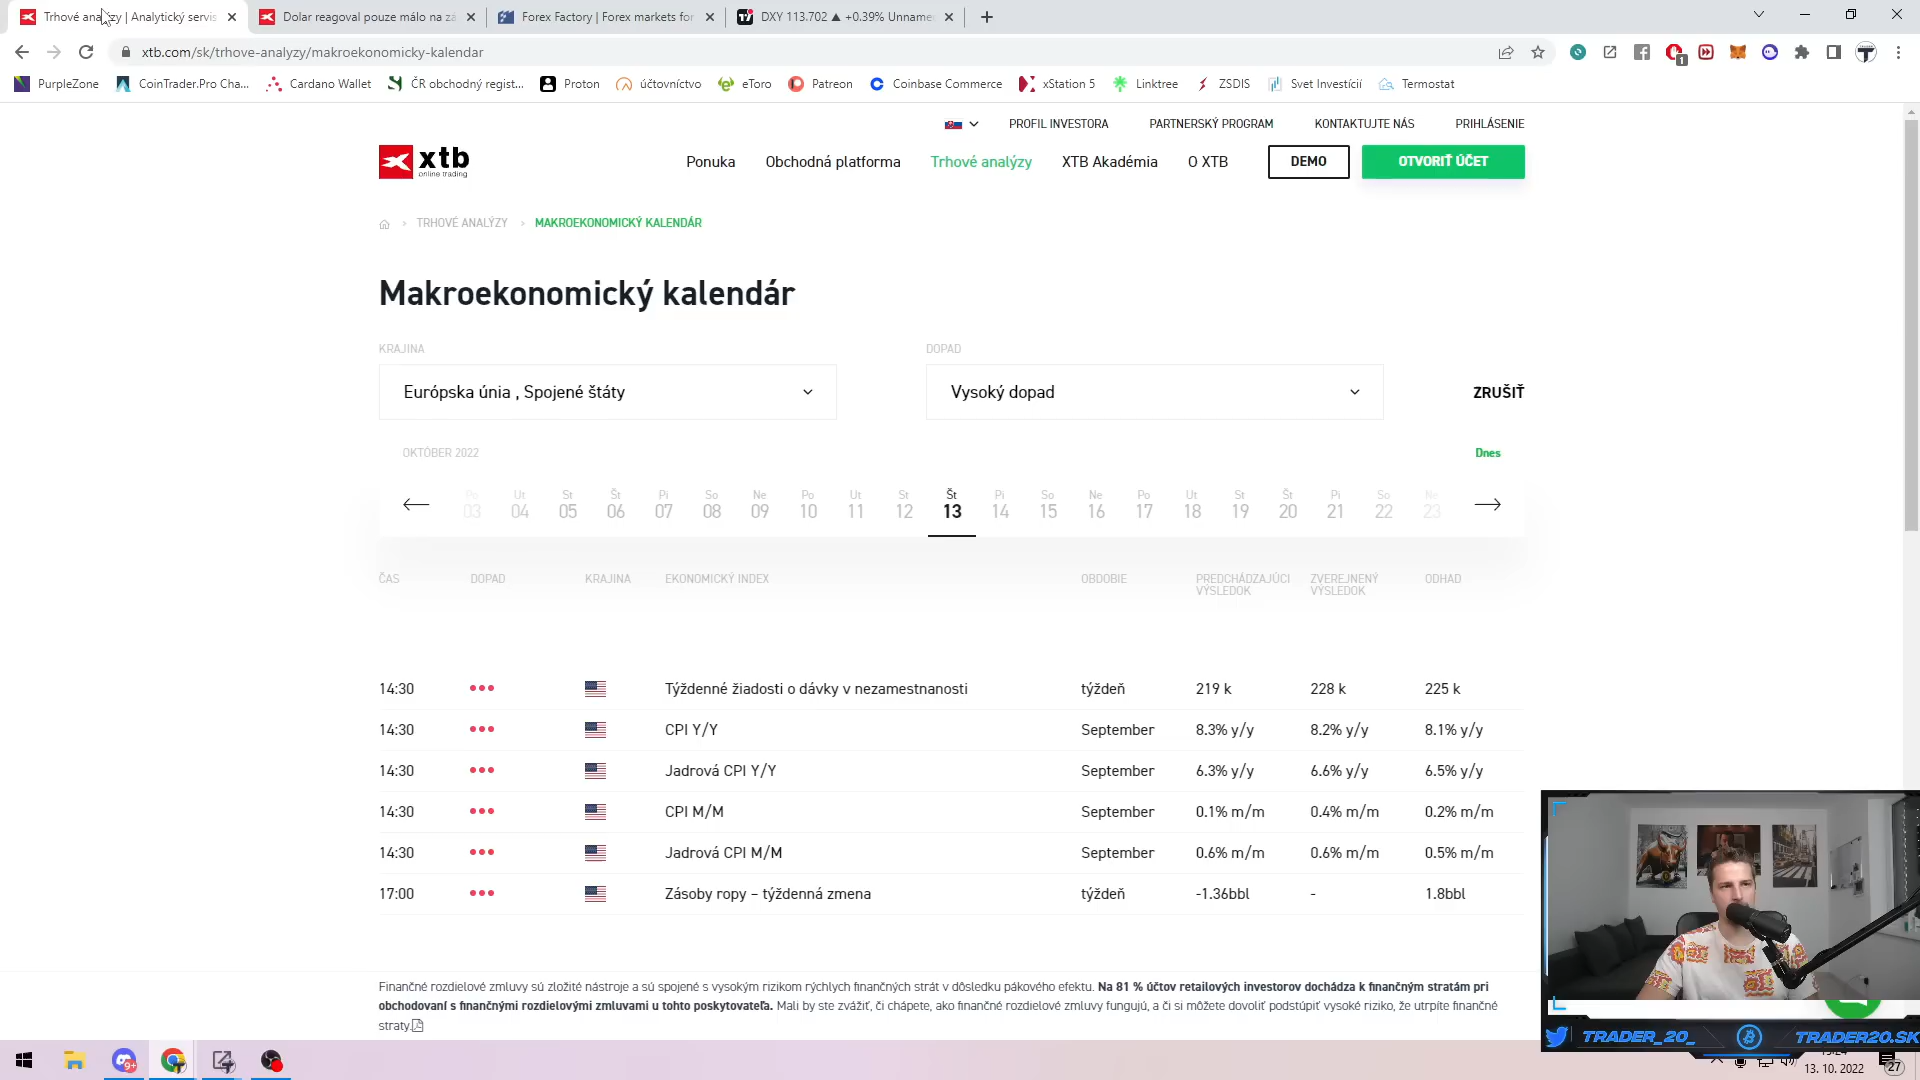 Trhové analýzy | Analytický servis
Dolar reagoval pouze málo na zá
Forex Factory | Forex markets for
DXY 113.702 ▲ +0.39% Unname
xtb.com/sk/trhove-analyzy/makroekonomicky-kalendar
1
PurpleZone
CoinTrader.Pro Cha...
Cardano Wallet
ČR obchodný regist...
Proton
účtovníctvo
eToro
Patreon
Coinbase Commerce
xStation 5
Linktree
ZSDIS
Svet Investícií
Termostat
PROFIL INVESTORA
PARTNERSKÝ PROGRAM
KONTAKTUJTE NÁS
PRIHLÁSENIE
xtb
online trading
Ponuka
Obchodná platforma
Trhové analýzy
XTB Akadémia
O XTB
DEMO
OTVORIŤ ÚČET
TRHOVÉ ANALÝZY
MAKROEKONOMICKÝ KALENDÁR
Makroekonomický kalendár
KRAJINA
DOPAD
Európska únia , Spojené štáty
Vysoký dopad
ZRUŠIŤ
OKTÓBER 2022
Dnes
Po Ut St Št Pi So Ne Po Ut St Št Pi So Ne Po Ut St Št Pi So Ne
03 04 05 06 07 08 09 10 11 12 13 14 15 16 17 18 19 20 21 22 23
ČAS DOPAD KRAJINA EKONOMICKÝ INDEX OBDOBIE PREDCHÁDZAJÚCI VÝSLEDOK ZVEREJNENÝ VÝSLEDOK ODHAD
14:30 Týždenné žiadosti o dávky v nezamestnanosti týždeň 219 k 228 k 225 k
14:30 CPI Y/Y September 8.3% y/y 8.2% y/y 8.1% y/y
14:30 Jadrová CPI Y/Y September 6.3% y/y 6.6% y/y 6.5% y/y
14:30 CPI M/M September 0.1% m/m 0.4% m/m 0.2% m/m
14:30 Jadrová CPI M/M September 0.6% m/m 0.6% m/m 0.5% m/m
17:00 Zásoby ropy – týždenná zmena týždeň -1.36bbl - 1.8bbl
Finančné rozdielové zmluvy sú zložité nástroje a sú spojené s vysokým rizikom rýchlych finančných strát v dôsledku pákového efektu. Na 81 % účtov retailových investorov dochádza k finančným stratám pri
obchodovaní s finančnými rozdielovými zmluvami u tohto poskytovateľa. Mali by ste zvážiť, či chápete, ako finančné rozdielové zmluvy fungujú, a či si môžete dovoliť podstúpiť vysoké riziko, že utrpíte finančné
straty.
TRADER_20_
TRADER20.SK
9+
13. 10. 2022
27